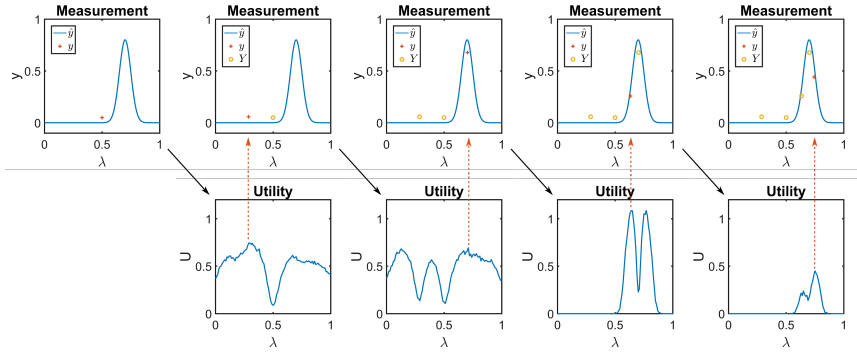 Measurement Measurement Measurement Measurement Measurement
1 1 1 1 1
ŷ ŷ ŷ ŷ ŷ
y y y y y
Y Y Y Y
y y y y y
0.5 0.5 0.5 0.5 0.5
0 0 0 0 0
0 0.5 1 0 0.5 1 0 0.5 1 0 0.5 1 0 0.5 1
λ λ λ λ λ
Utility Utility Utility Utility
1 1 1 1
U U U U
0.5 0.5 0.5 0.5
0 0 0 0
0 0.5 1 0 0.5 1 0 0.5 1 0 0.5 1
λ λ λ λ